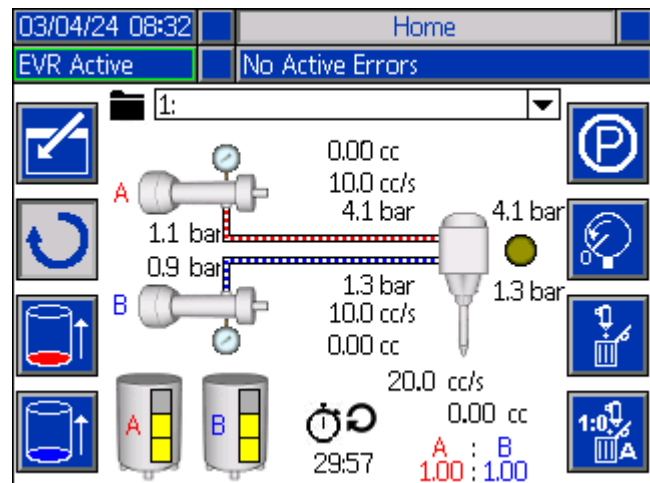 03/04/24 08:32
Home
EVR Active
No Active Errors
1:
P
0.00 cc
10.0 cc/s
A
4.1 bar
4.1 bar
1.1 bar
0
0.9 bar
1.3 bar
1.3 bar
B
10.0 cc/s
0.00 cc
20.0 cc/s
A
B
0.00 cc
1:0
A
29:57
A : B
1.00 : 1.00